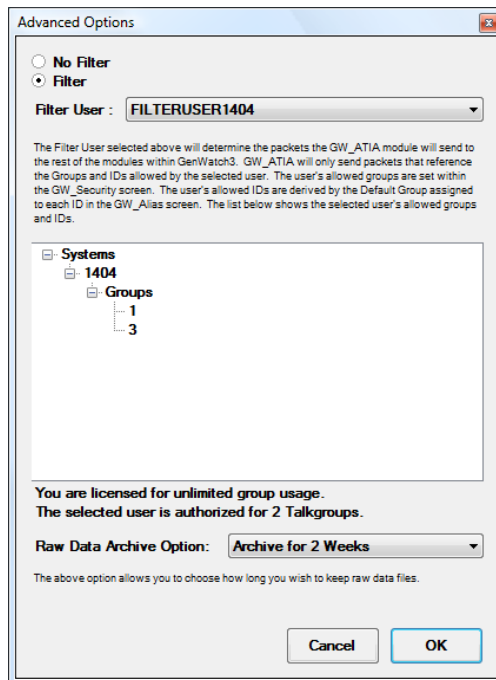 Advanced Options
No Filter
Filter
Filter User : FILTERUSER1404
The Filter User selected above will determine the packets the GW_ATIA module will send to
the rest of the modules within GenWatch3. GW_ATIA will only send packets that reference
the Groups and IDs allowed by the selected user. The user's allowed groups are set within
the GW_Security screen. The user's allowed IDs are derived by the Default Group assigned
to each ID in the GW_Alias screen. The list below shows the selected user's allowed groups
and IDs.
Systems
1404
Groups
1
3
You are licensed for unlimited group usage.
The selected user is authorized for 2 Talkgroups.
Raw Data Archive Option: Archive for 2 Weeks
The above option allows you to choose how long you wish to keep raw data files.
Cancel OK